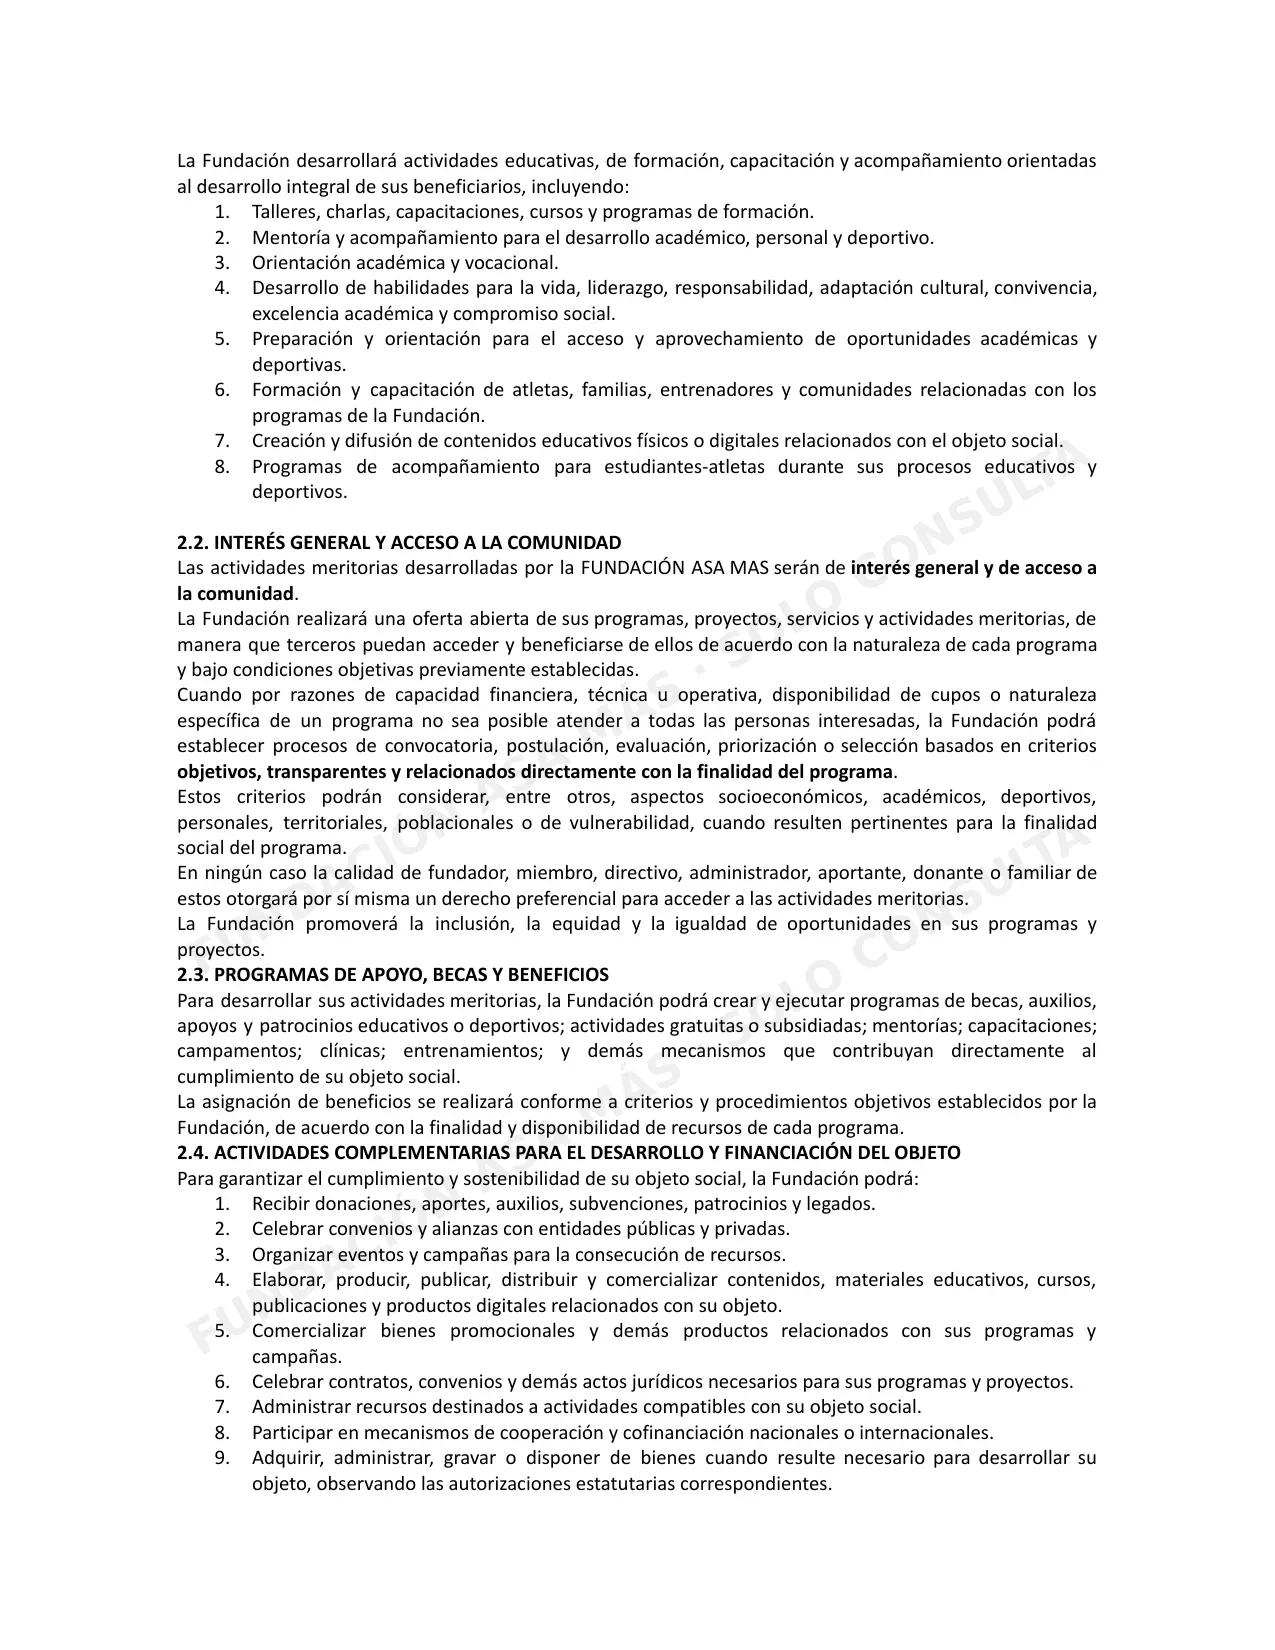 La Fundación desarrollará actividades educativas, de formación, capacitación y acompañamiento orientadas
al desarrollo integral de sus beneficiarios, incluyendo:
1. Talleres, charlas, capacitaciones, cursos y programas de formación.
2. Mentoría y acompañamiento para el desarrollo académico, personal y deportivo.
3. Orientación académica y vocacional.
4. Desarrollo de habilidades para la vida, liderazgo, responsabilidad, adaptación cultural, convivencia,
excelencia académica y compromiso social.
5. Preparación y orientación para el acceso y aprovechamiento de oportunidades académicas y
deportivas.
6. Formación y capacitación de atletas, familias, entrenadores y comunidades relacionadas con los
programas de la Fundación.
7. Creación y difusión de contenidos educativos físicos o digitales relacionados con el objeto social.
8. Programas de acompañamiento para estudiantes-atletas durante sus procesos educativos y
deportivos.
2.2. INTERÉS GENERAL Y ACCESO A LA COMUNIDAD
Las actividades meritorias desarrolladas por la FUNDACIÓN ASA MAS serán de interés general y de acceso a
la comunidad.
La Fundación realizará una oferta abierta de sus programas, proyectos, servicios y actividades meritorias, de
manera que terceros puedan acceder y beneficiarse de ellos de acuerdo con la naturaleza de cada programa
y bajo condiciones objetivas previamente establecidas.
Cuando por razones de capacidad financiera, técnica u operativa, disponibilidad de cupos o naturaleza
específica de un programa no sea posible atender a todas las personas interesadas, la Fundación podrá
establecer procesos de convocatoria, postulación, evaluación, priorización o selección basados en criterios
objetivos, transparentes y relacionados directamente con la finalidad del programa.
Estos criterios podrán considerar, entre otros, aspectos socioeconómicos, académicos, deportivos,
personales, territoriales, poblacionales o de vulnerabilidad, cuando resulten pertinentes para la finalidad
social del programa.
En ningún caso la calidad de fundador, miembro, directivo, administrador, aportante, donante o familiar de
estos otorgará por sí misma un derecho preferencial para acceder a las actividades meritorias.
La Fundación promoverá la inclusión, la equidad y la igualdad de oportunidades en sus programas y
proyectos.
2.3. PROGRAMAS DE APOYO, BECAS Y BENEFICIOS
Para desarrollar sus actividades meritorias, la Fundación podrá crear y ejecutar programas de becas, auxilios,
apoyos y patrocinios educativos o deportivos; actividades gratuitas o subsidiadas; mentorías; capacitaciones;
campamentos; clínicas; entrenamientos; y demás mecanismos que contribuyan directamente al
cumplimiento de su objeto social.
La asignación de beneficios se realizará conforme a criterios y procedimientos objetivos establecidos por la
Fundación, de acuerdo con la finalidad y disponibilidad de recursos de cada programa.
2.4. ACTIVIDADES COMPLEMENTARIAS PARA EL DESARROLLO Y FINANCIACIÓN DEL OBJETO
Para garantizar el cumplimiento y sostenibilidad de su objeto social, la Fundación podrá:
1. Recibir donaciones, aportes, auxilios, subvenciones, patrocinios y legados.
2. Celebrar convenios y alianzas con entidades públicas y privadas.
3. Organizar eventos y campañas para la consecución de recursos.
4. Elaborar, producir, publicar, distribuir y comercializar contenidos, materiales educativos, cursos,
publicaciones y productos digitales relacionados con su objeto.
5. Comercializar bienes promocionales y demás productos relacionados con sus programas y
campañas.
6. Celebrar contratos, convenios y demás actos jurídicos necesarios para sus programas y proyectos.
7. Administrar recursos destinados a actividades compatibles con su objeto social.
8. Participar en mecanismos de cooperación y cofinanciación nacionales o internacionales.
9. Adquirir, administrar, gravar o disponer de bienes cuando resulte necesario para desarrollar su
objeto, observando las autorizaciones estatutarias correspondientes.
FUNDACIÓN ASA MÁS · SOLO CONSULTA
FUNDACIÓN ASA MÁS · SOLO CONSULTA